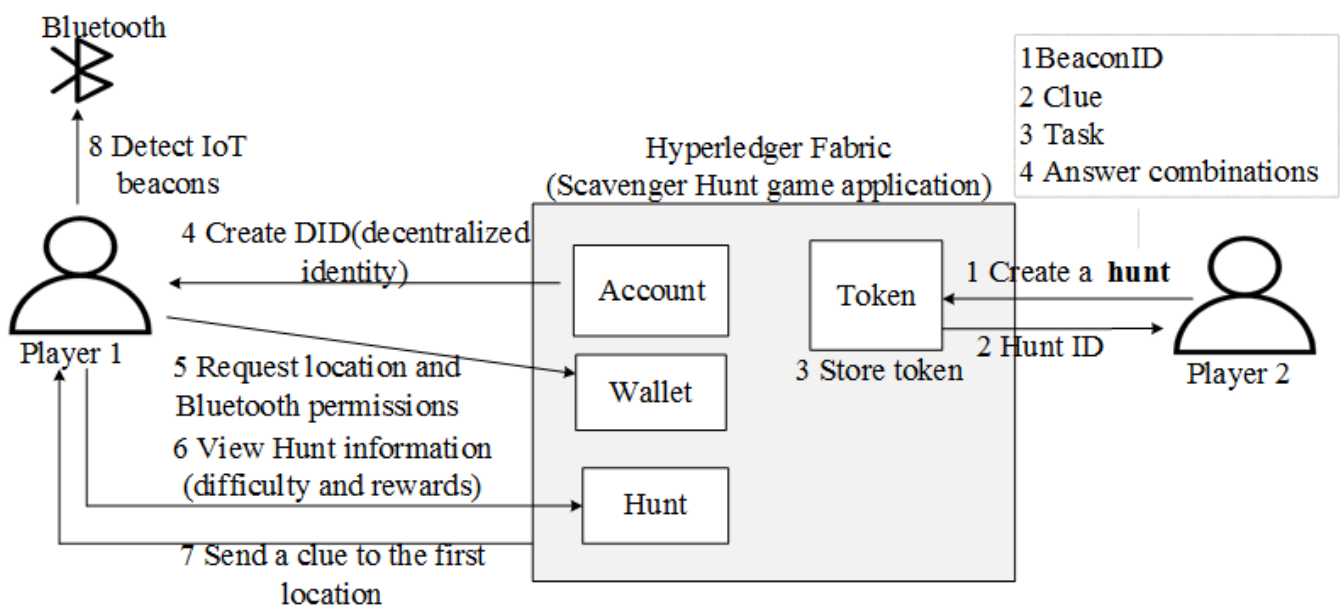 Bluetooth
8 Detect IoT
beacons
Player 1
4 Create DID(decentralized
identity)
5 Request location and
Bluetooth permissions
6 View Hunt information
(difficulty and rewards)
7 Send a clue to the first
location
Hyperledger Fabric
(Scavenger Hunt game application)
Account
Wallet
Hunt
Token
3 Store token
1BeaconID
2 Clue
3 Task
4 Answer combinations
1 Create a hunt
2 Hunt ID
Player 2